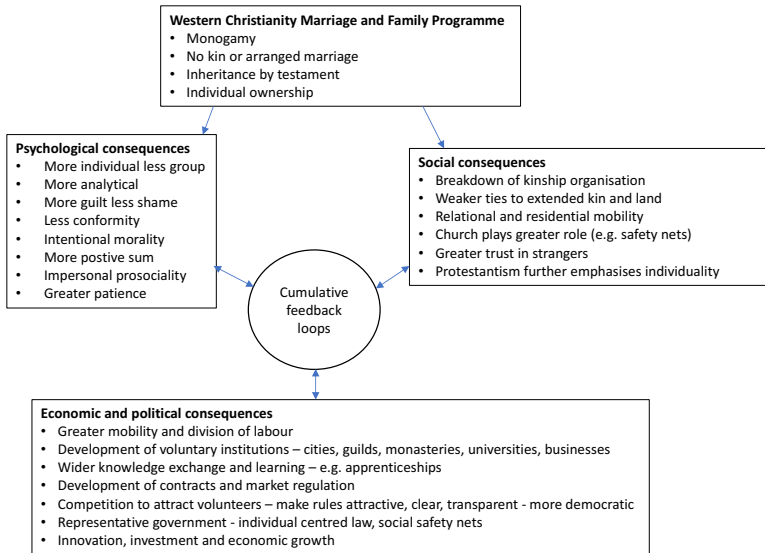 Western Christianity Marriage and Family Programme
• Monogamy
• No kin or arranged marriage
• Inheritance by testament
• Individual ownership
Psychological consequences
• More individual less group
• More analytical
• More guilt less shame
• Less conformity
• Intentional morality
• More postive sum
• Impersonal prosociality
• Greater patience
Social consequences
• Breakdown of kinship organisation
• Weaker ties to extended kin and land
• Relational and residential mobility
• Church plays greater role (e.g. safety nets)
• Greater trust in strangers
• Protestantism further emphasises individuality
Cumulative
feedback
loops
Economic and political consequences
• Greater mobility and division of labour
• Development of voluntary institutions – cities, guilds, monasteries, universities, businesses
• Wider knowledge exchange and learning – e.g. apprenticeships
• Development of contracts and market regulation
• Competition to attract volunteers – make rules attractive, clear, transparent - more democratic
• Representative government - individual centred law, social safety nets
• Innovation, investment and economic growth